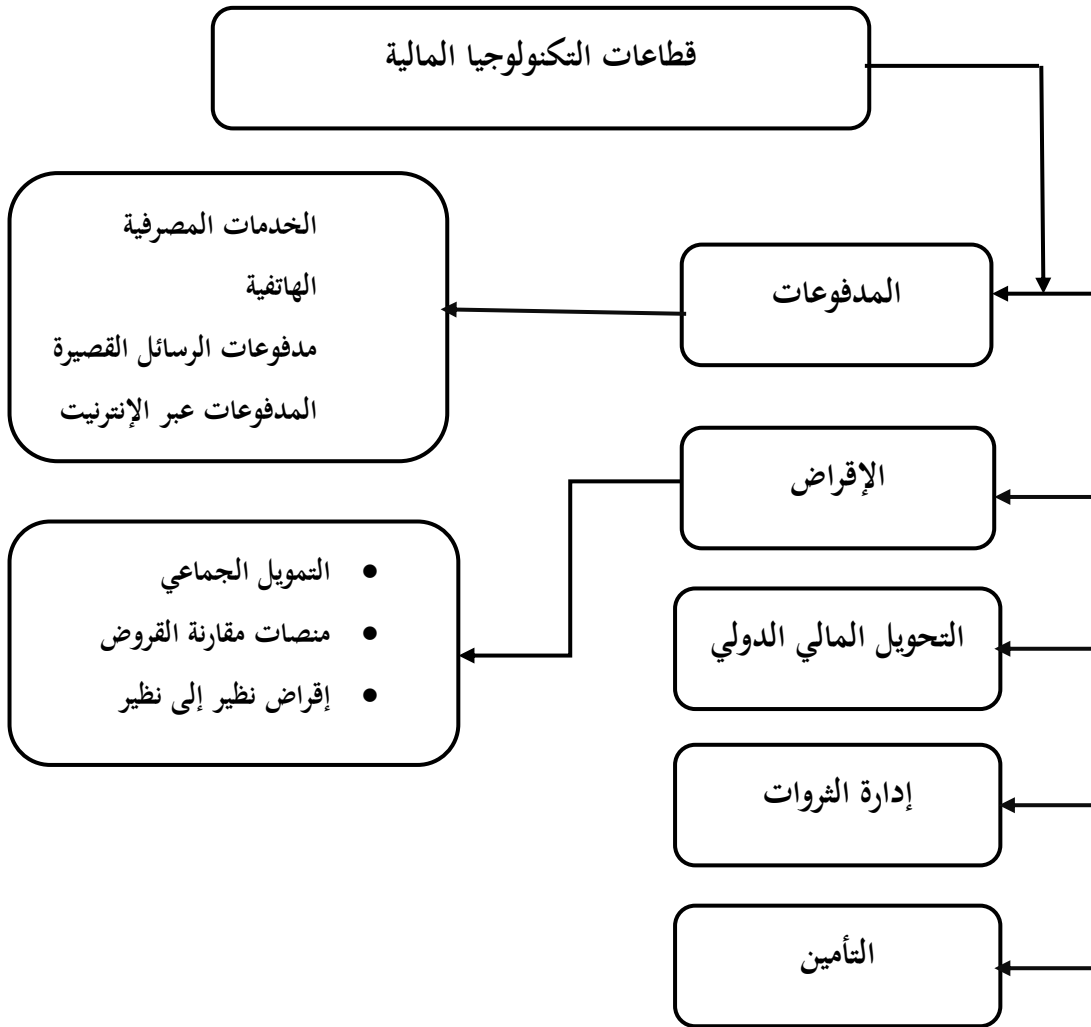 قطاعات التكنولوجيا المالية
المدفوعات
الخدمات المصرفية
الهاتفية
مدفوعات الرسائل القصيرة
المدفوعات عبر الإنترنيت
الإقراض
• التمويل الجماعي
• منصات مقارنة القروض
• إقراض نظير إلى نظير
التحويل المالي الدولي
إدارة الثروات
التأمين